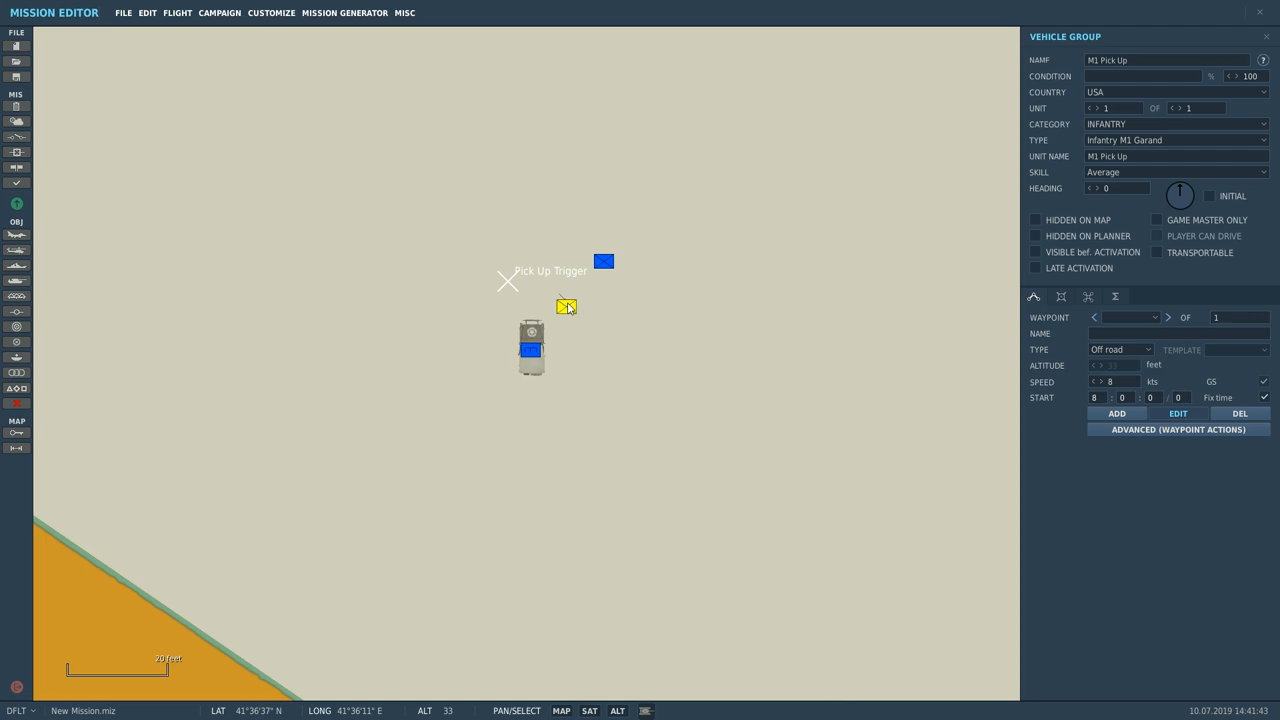 MISSION EDITOR FILE EDIT FLIGHT CAMPAIGN CUSTOMIZE MISSION GENERATOR MISC
FILE
MIS
OBJ
MAP
Pick Up Trigger
20 feet
VEHICLE GROUP
NAME M1 Pick Up ?
CONDITION % < > 100
COUNTRY USA
UNIT < > 1 OF < > 1
CATEGORY INFANTRY
TYPE Infantry M1 Garand
UNIT NAME M1 Pick Up
SKILL Average
HEADING < > 0 INITIAL
HIDDEN ON MAP GAME MASTER ONLY
HIDDEN ON PLANNER PLAYER CAN DRIVE
VISIBLE bef. ACTIVATION TRANSPORTABLE
LATE ACTIVATION
WAYPOINT < > OF 1
NAME
TYPE Off road TEMPLATE
ALTITUDE < > 33 feet
SPEED < > 8 kts GS
START 8 : 0 : 0 / 0 Fix time
ADD EDIT DEL
ADVANCED (WAYPOINT ACTIONS)
DFLT New Mission.miz LAT 41°36'37" N LONG 41°36'11" E ALT 33 PAN/SELECT MAP SAT ALT 10.07.2019 14:41:43